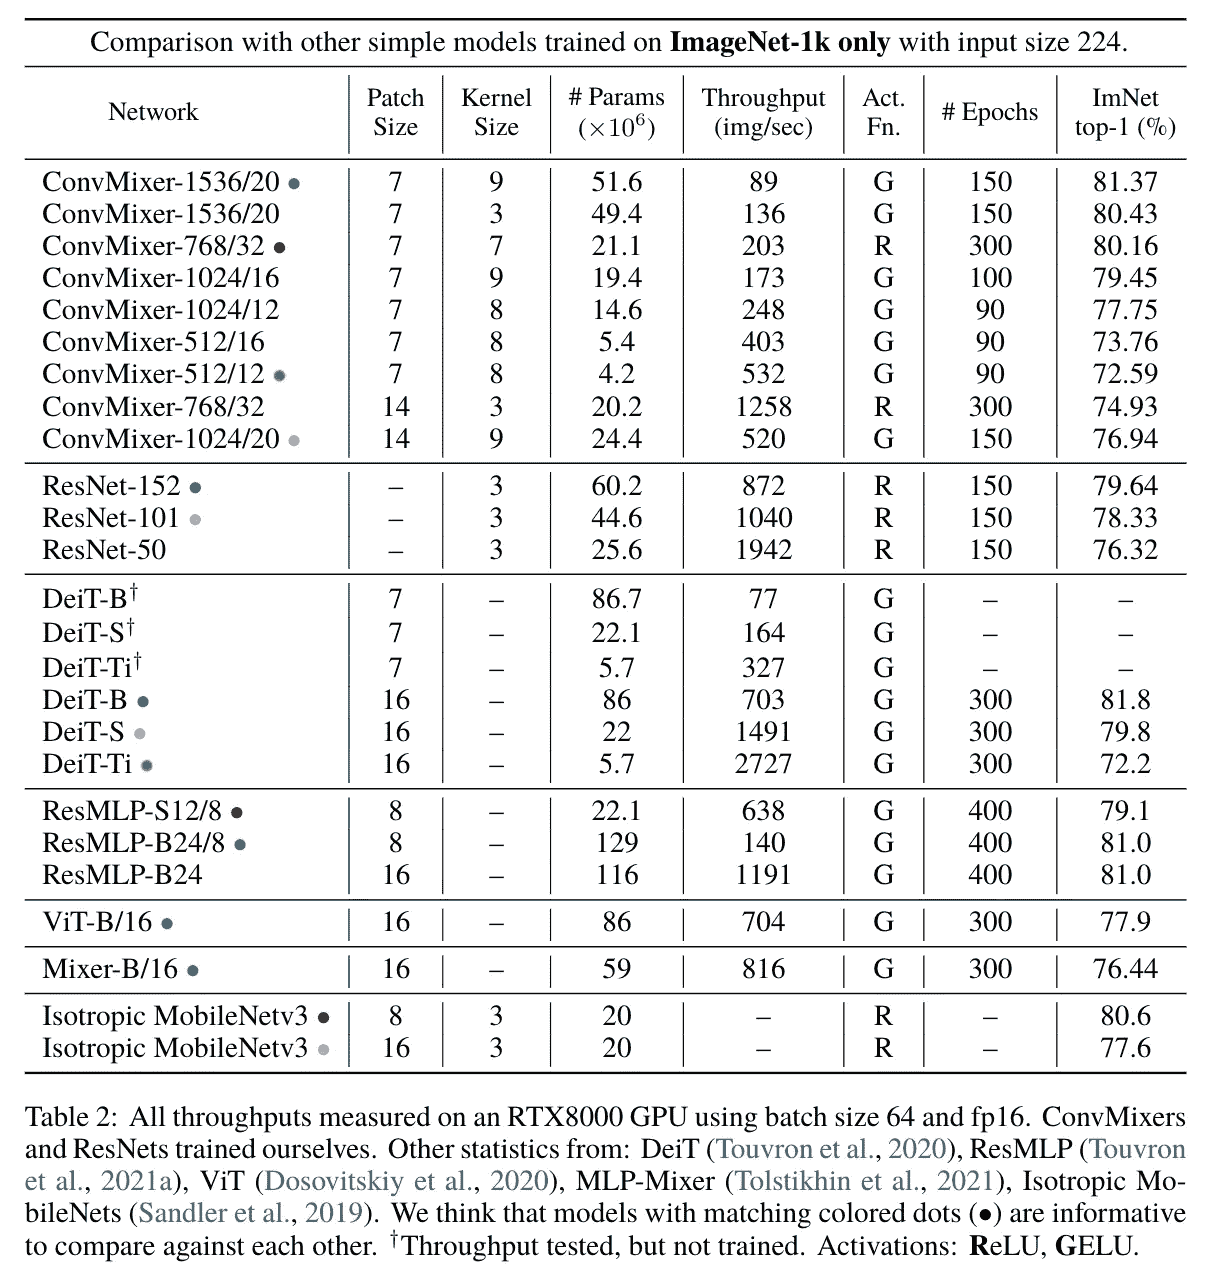 Comparison with other simple models trained on ImageNet-1k only with input size 224.
Network | Patch Size | Kernel Size | # Params (×10⁶) | Throughput (img/sec) | Act. Fn. | # Epochs | ImNet top-1 (%)
ConvMixer-1536/20 • | 7 | 9 | 51.6 | 89 | G | 150 | 81.37
ConvMixer-1536/20 | 7 | 3 | 49.4 | 136 | G | 150 | 80.43
ConvMixer-768/32 • | 7 | 7 | 21.1 | 203 | R | 300 | 80.16
ConvMixer-1024/16 | 7 | 9 | 19.4 | 173 | G | 100 | 79.45
ConvMixer-1024/12 | 7 | 8 | 14.6 | 248 | G | 90 | 77.75
ConvMixer-512/16 | 7 | 8 | 5.4 | 403 | G | 90 | 73.76
ConvMixer-512/12 • | 7 | 8 | 4.2 | 532 | G | 90 | 72.59
ConvMixer-768/32 | 14 | 3 | 20.2 | 1258 | R | 300 | 74.93
ConvMixer-1024/20 • | 14 | 9 | 24.4 | 520 | G | 150 | 76.94
ResNet-152 • | – | 3 | 60.2 | 872 | R | 150 | 79.64
ResNet-101 • | – | 3 | 44.6 | 1040 | R | 150 | 78.33
ResNet-50 | – | 3 | 25.6 | 1942 | R | 150 | 76.32
DeiT-B† | 7 | – | 86.7 | 77 | G | – | –
DeiT-S† | 7 | – | 22.1 | 164 | G | – | –
DeiT-Ti† | 7 | – | 5.7 | 327 | G | – | –
DeiT-B • | 16 | – | 86 | 703 | G | 300 | 81.8
DeiT-S • | 16 | – | 22 | 1491 | G | 300 | 79.8
DeiT-Ti • | 16 | – | 5.7 | 2727 | G | 300 | 72.2
ResMLP-S12/8 • | 8 | – | 22.1 | 638 | G | 400 | 79.1
ResMLP-B24/8 • | 8 | – | 129 | 140 | G | 400 | 81.0
ResMLP-B24 | 16 | – | 116 | 1191 | G | 400 | 81.0
ViT-B/16 • | 16 | – | 86 | 704 | G | 300 | 77.9
Mixer-B/16 • | 16 | – | 59 | 816 | G | 300 | 76.44
Isotropic MobileNetv3 • | 8 | 3 | 20 | – | R | – | 80.6
Isotropic MobileNetv3 • | 16 | 3 | 20 | – | R | – | 77.6
Table 2: All throughputs measured on an RTX8000 GPU using batch size 64 and fp16. ConvMixers
and ResNets trained ourselves. Other statistics from: DeiT (Touvron et al., 2020), ResMLP (Touvron
et al., 2021a), ViT (Dosovitskiy et al., 2020), MLP-Mixer (Tolstikhin et al., 2021), Isotropic Mo-
bileNets (Sandler et al., 2019). We think that models with matching colored dots (•) are informative
to compare against each other. †Throughput tested, but not trained. Activations: ReLU, GELU.